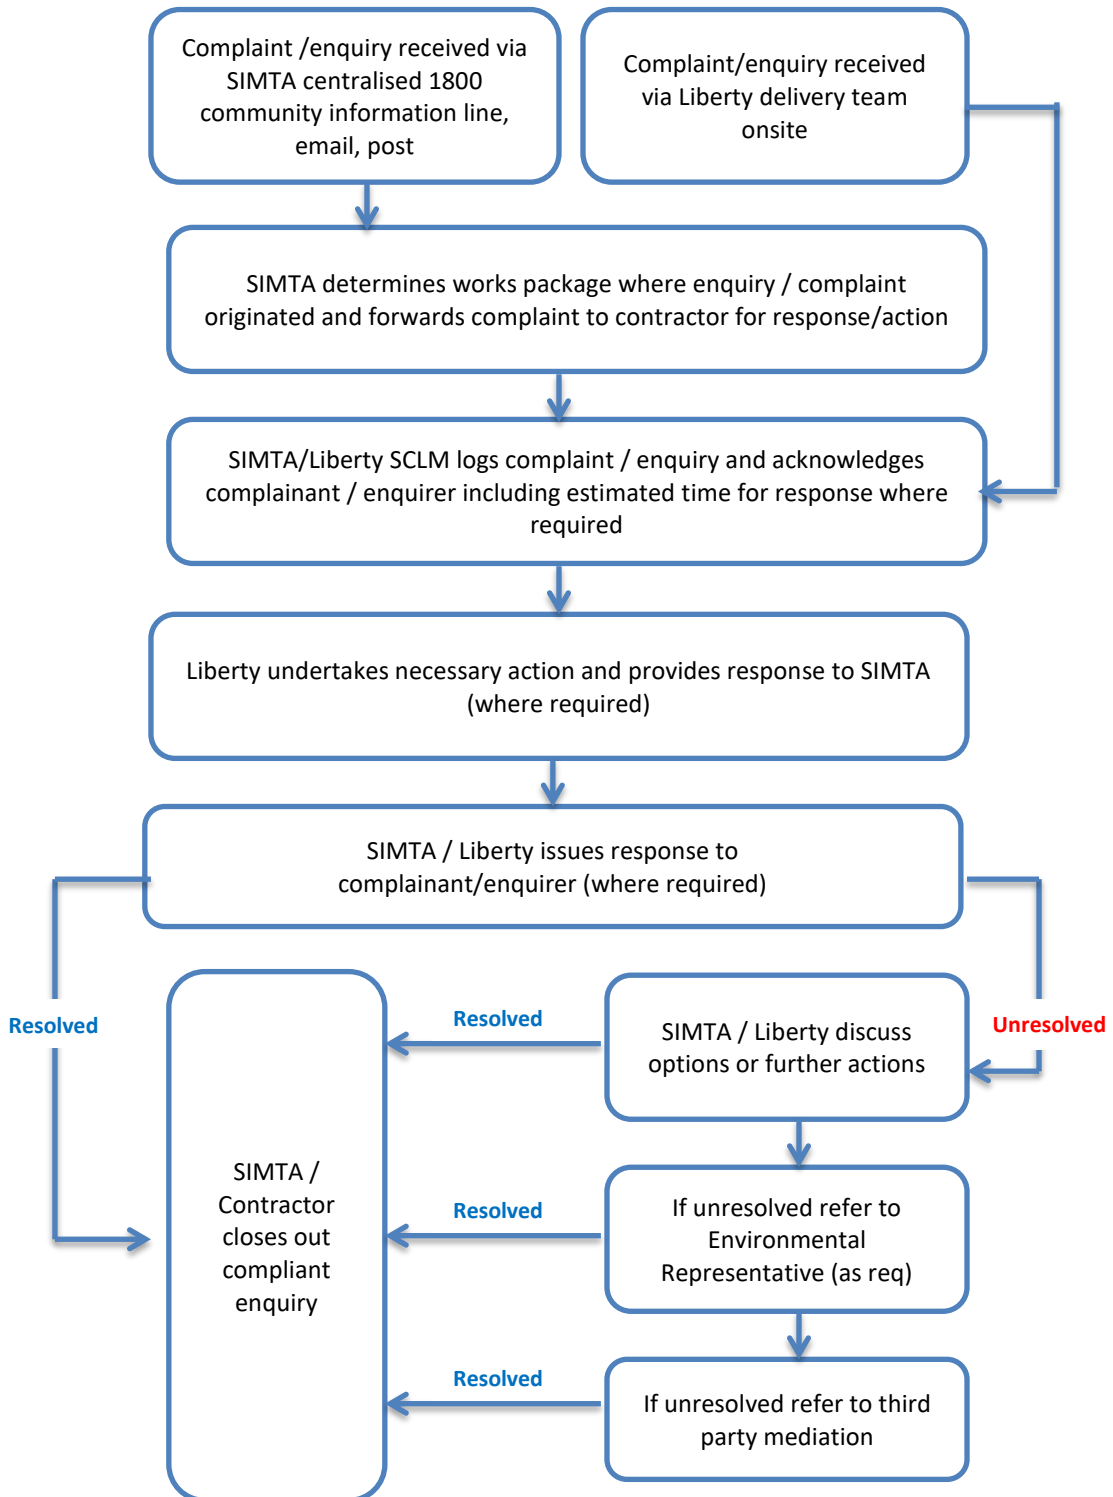 Complaint /enquiry received via
SIMTA centralised 1800
community information line,
email, post
Complaint/enquiry received
via Liberty delivery team
onsite
SIMTA determines works package where enquiry / complaint
originated and forwards complaint to contractor for response/action
SIMTA/Liberty SCLM logs complaint / enquiry and acknowledges
complainant / enquirer including estimated time for response where
required
Liberty undertakes necessary action and provides response to SIMTA
(where required)
SIMTA / Liberty issues response to
complainant/enquirer (where required)
Resolved
Unresolved
SIMTA / Liberty discuss
options or further actions
Resolved
SIMTA /
Contractor
closes out
compliant
enquiry
Resolved
If unresolved refer to
Environmental
Representative (as req)
Resolved
If unresolved refer to third
party mediation